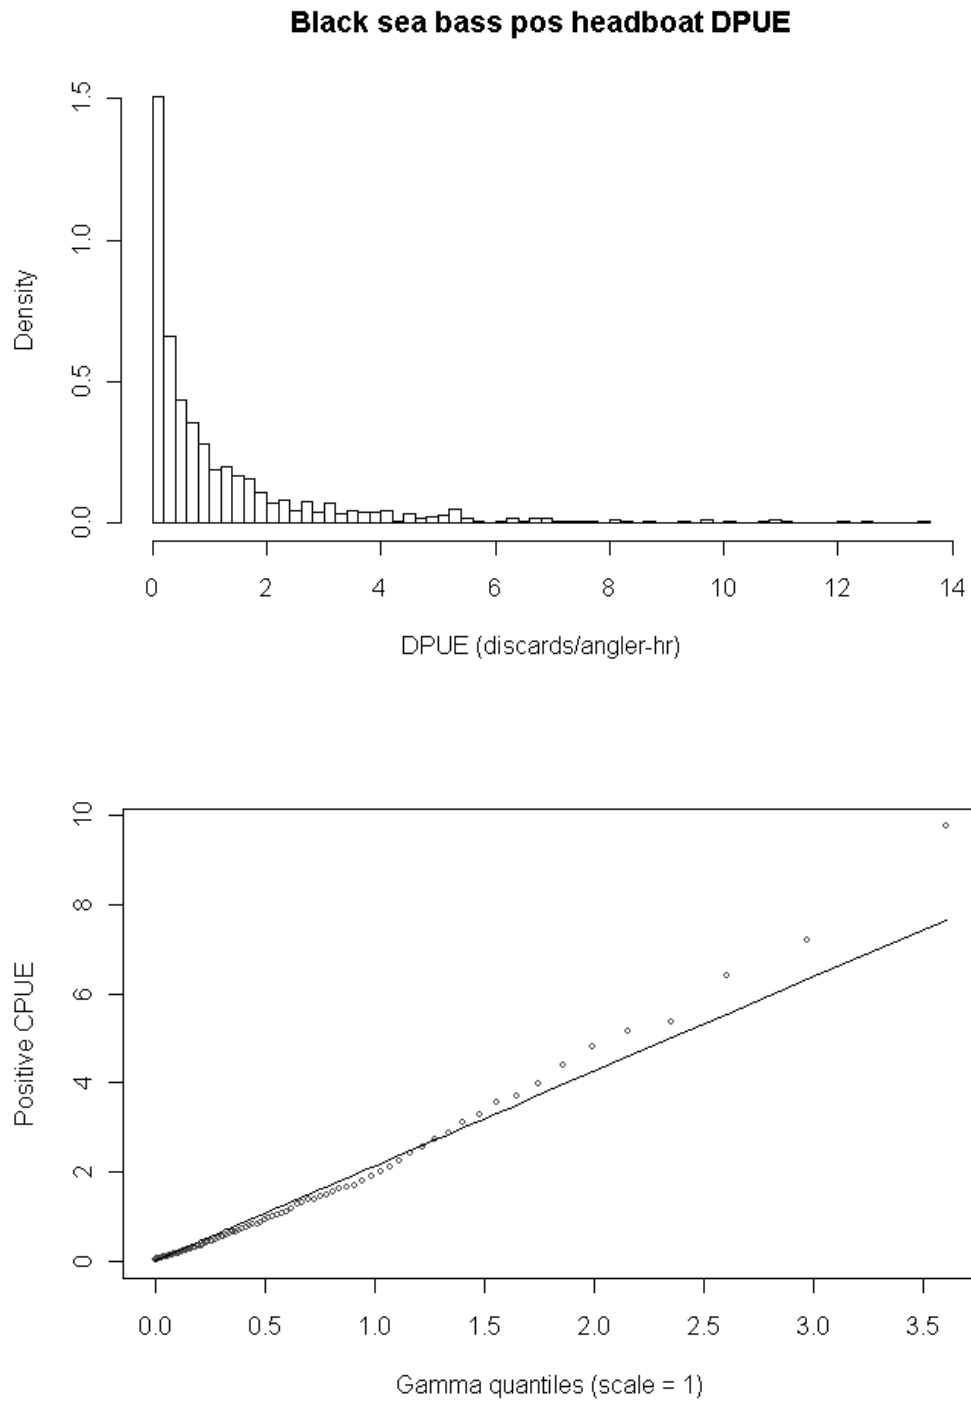 Black sea bass pos headboat DPUE
1.5
1.0
0.5
0.0
Density
0 2 4 6 8 10 12 14
DPUE (discards/angler-hr)
10
8
6
4
2
0
Positive CPUE
0.0 0.5 1.0 1.5 2.0 2.5 3.0 3.5
Gamma quantiles (scale = 1)